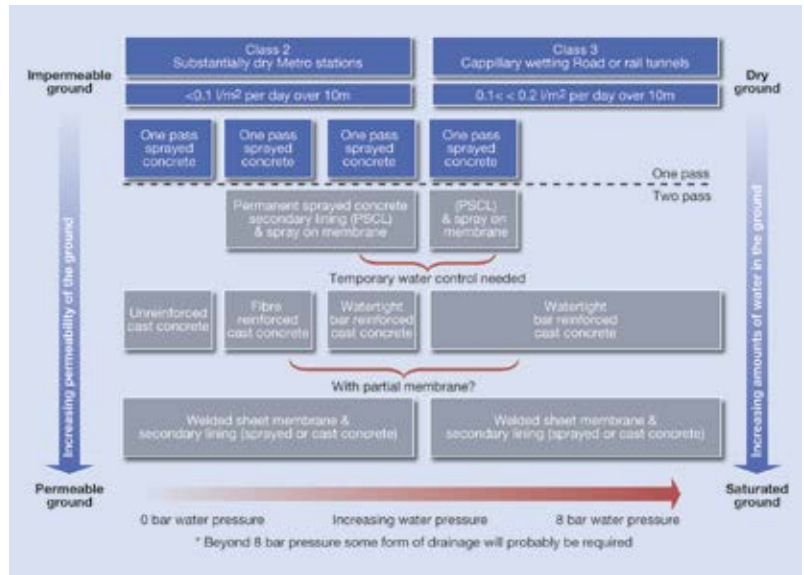 Class 2
Substantially dry Metro stations
Class 3
Cappillary wetting Road or rail tunnels
Impermeable
ground
Dry
ground
<0.1 l/m² per day over 10m
0.1< < 0.2 l/m² per day over 10m
One pass
sprayed
concrete
One pass
sprayed
concrete
One pass
sprayed
concrete
One pass
sprayed
concrete
One pass
Two pass
Permanent sprayed concrete
secondary lining (PSCL)
& spray on membrane
(PSCL)
& spray on
membrane
Temporary water control needed
Unreinforced
cast concrete
Fibre
reinforced
cast concrete
Watertight
bar reinforced
cast concrete
Watertight
bar reinforced
cast concrete
With partial membrane?
Welded sheet membrane &
secondary lining (sprayed or cast concrete)
Welded sheet membrane &
secondary lining (sprayed or cast concrete)
Increasing permeability of the ground
Increasing amounts of water in the ground
Permeable
ground
Saturated
ground
0 bar water pressure
Increasing water pressure
8 bar water pressure
* Beyond 8 bar pressure some form of drainage will probably be required